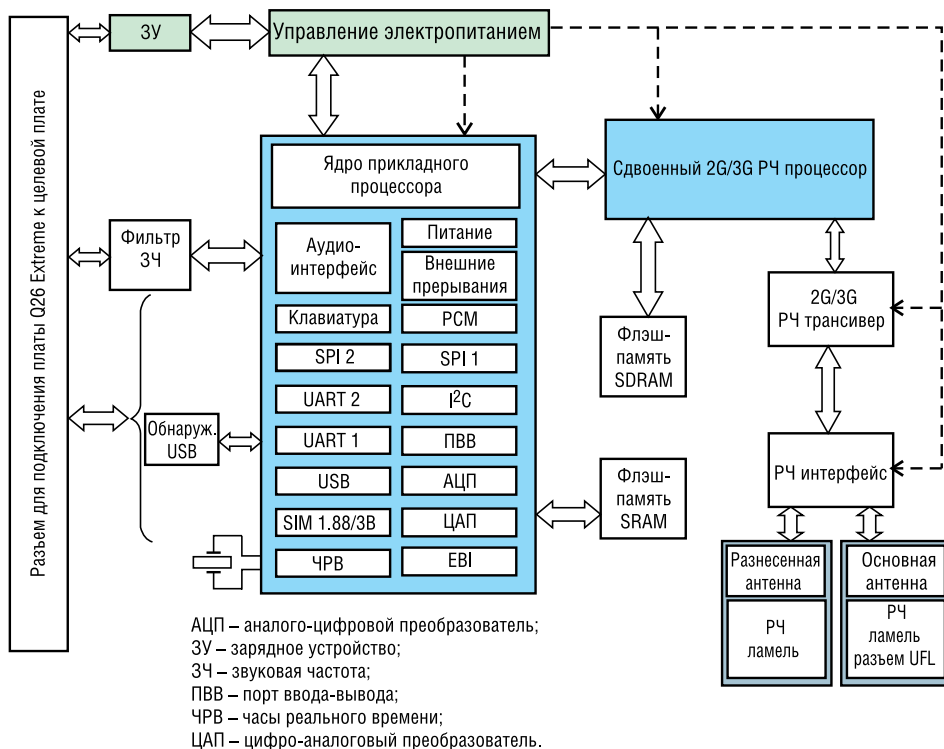 Разъем для подключения платы Q26 Extreme к целевой плате
ЗУ
Управление электропитанием
Ядро прикладного
процессора
Сдвоенный 2G/3G РЧ процессор
Фильтр
ЗЧ
Аудио-
интерфейс
Питание
Внешние
прерывания
Клавиатура
PCM
SPI 2
SPI 1
UART 2
I²C
UART 1
ПВВ
USB
АЦП
SIM 1.88/3В
ЦАП
ЧРВ
EBI
Обнаруж.
USB
Флэш-
память
SDRAM
Флэш-
память
SRAM
2G/3G
РЧ трансивер
РЧ интерфейс
Разнесенная
антенна
РЧ
ламель
Основная
антенна
РЧ
ламель
разъем UFL
АЦП – аналого-цифровой преобразователь;
ЗУ – зарядное устройство;
ЗЧ – звуковая частота;
ПВВ – порт ввода-вывода;
ЧРВ – часы реального времени;
ЦАП – цифро-аналоговый преобразователь.